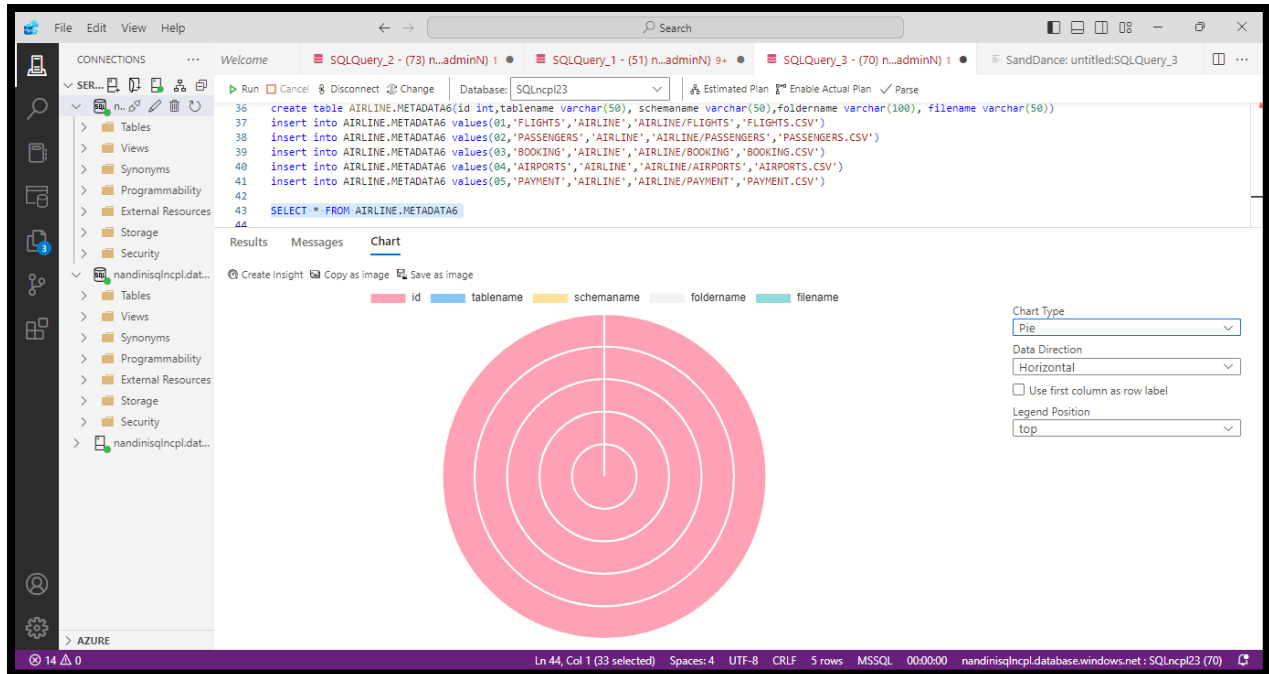 File Edit View Help
Search
CONNECTIONS ...
Welcome
SQLQuery_2 - (73) n...adminN) 1
SQLQuery_1 - (51) n...adminN) 9+
SQLQuery_3 - (70) n...adminN) 1
SandDance: untitled:SQLQuery_3
SER...
Run Cancel Disconnect Change Database: SQLncpl23 Estimated Plan Enable Actual Plan Parse
n...
Tables
Views
Synonyms
Programmability
External Resources
Storage
Security
nandinisqlncpl.dat...
Tables
Views
Synonyms
Programmability
External Resources
Storage
Security
nandinisqlncpl.dat...
AZURE
3
36 create table AIRLINE.METADATA6(id int,tablename varchar(50), schemaname varchar(50),foldername varchar(100), filename varchar(50))
37 insert into AIRLINE.METADATA6 values(01,'FLIGHTS','AIRLINE','AIRLINE/FLIGHTS','FLIGHTS.CSV')
38 insert into AIRLINE.METADATA6 values(02,'PASSENGERS','AIRLINE','AIRLINE/PASSENGERS','PASSENGERS.CSV')
39 insert into AIRLINE.METADATA6 values(03,'BOOKING','AIRLINE','AIRLINE/BOOKING','BOOKING.CSV')
40 insert into AIRLINE.METADATA6 values(04,'AIRPORTS','AIRLINE','AIRLINE/AIRPORTS','AIRPORTS.CSV')
41 insert into AIRLINE.METADATA6 values(05,'PAYMENT','AIRLINE','AIRLINE/PAYMENT','PAYMENT.CSV')
42
43 SELECT * FROM AIRLINE.METADATA6
44
Results Messages Chart
Create Insight Copy as image Save as image
id tablename schemaname foldername filename
Chart Type
Pie
Data Direction
Horizontal
Use first column as row label
Legend Position
top
14 0
Ln 44, Col 1 (33 selected) Spaces: 4 UTF-8 CRLF 5 rows MSSQL 00:00:00 nandinisqlncpl.database.windows.net : SQLncpl23 (70)